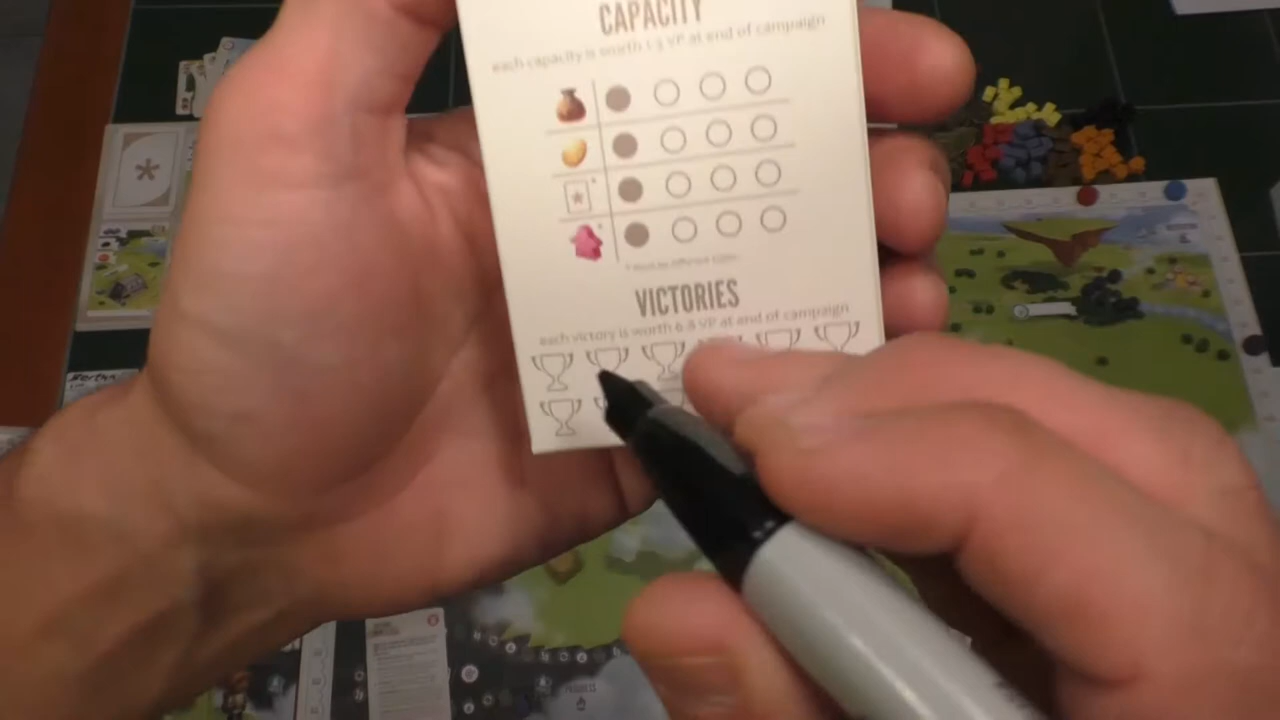 CAPACITY
each capacity is worth 1.3 VP at end of campaign
VICTORIES
each victory is worth 6.8 VP at end of campaign
PROGRESS